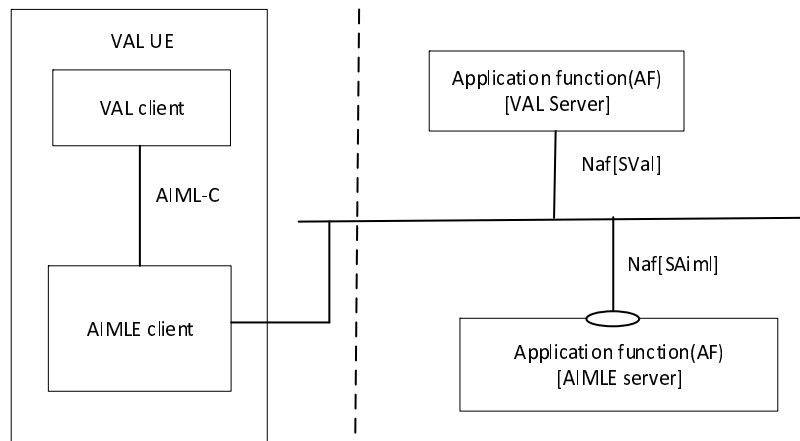 VAL UE
VAL client
AIML-C
AIMLE client
Application function(AF)
[VAL Server]
Naf[SVal]
Naf[SAiml]
Application function(AF)
[AIMLE server]